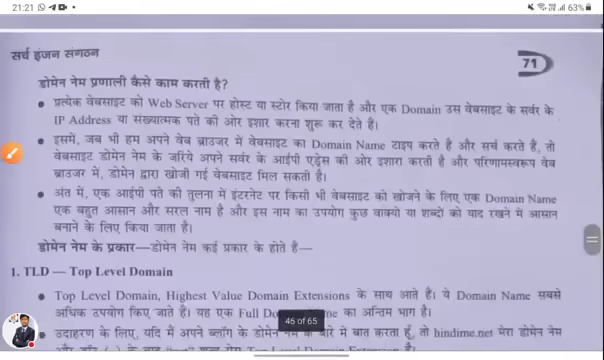 21:21
63%
सर्च इंजन संगठन
71
डोमेन नेम प्रणाली कैसे काम करती है?
● प्रत्येक वेबसाइट को Web Server पर होस्ट या स्टोर किया जाता है और एक Domain उस वेबसाइट के सर्वर के
IP Address या संख्यात्मक पते की ओर इशारा करना शुरू कर देते हैं।
● इसमें, जब भी हम अपने वेब ब्राउजर में वेबसाइट का Domain Name टाइप करते है और सर्च करते है, तो
वेबसाइट डोमेन नेम के जरिये अपने सर्वर के आईपी एड्रेस की ओर इशारा करती है और परिणामस्वरूप वेब
ब्राउजर में, डोमेन द्वारा खोजी गई वेबसाइट मिल सकती है।
● अंत में, एक आईपी पते की तुलना में इंटरनेट पर किसी भी वेबसाइट को खोजने के लिए एक Domain Name
एक बहुत आसान और सरल नाम है और इस नाम का उपयोग कुछ वाक्यो या शब्दों को याद रखने में आसान
बनाने के लिए किया जाता है।
डोमेन नेम के प्रकार—डोमेन नेम कई प्रकार के होते है—
1. TLD — Top Level Domain
● Top Level Domain, Highest Value Domain Extensions के साथ आते हैं। ये Domain Name सबसे
अधिक उपयोग किए जाते हैं। यह एक Full Do Name का अन्तिम भाग है।
46 of 65
● उदाहरण के लिए, यदि मैं अपने ब्लॉग के डोमेन नेम के बारे में बात करता हूँ, तो hindime.net मेरा डोमेन नेम